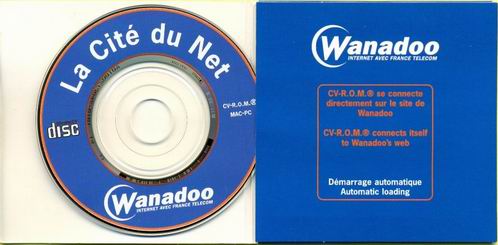 La Cité du Net
CV-R.O.M.®
MAC-PC
disc
Wanadoo
INTERNET AVEC FRANCE TELECOM
Wanadoo
INTERNET AVEC FRANCE TELECOM
CV-R.O.M.® se connecte
directement sur le site de
Wanadoo
CV-R.O.M.® connects itself
to Wanadoo's web
Démarrage automatique
Automatic loading